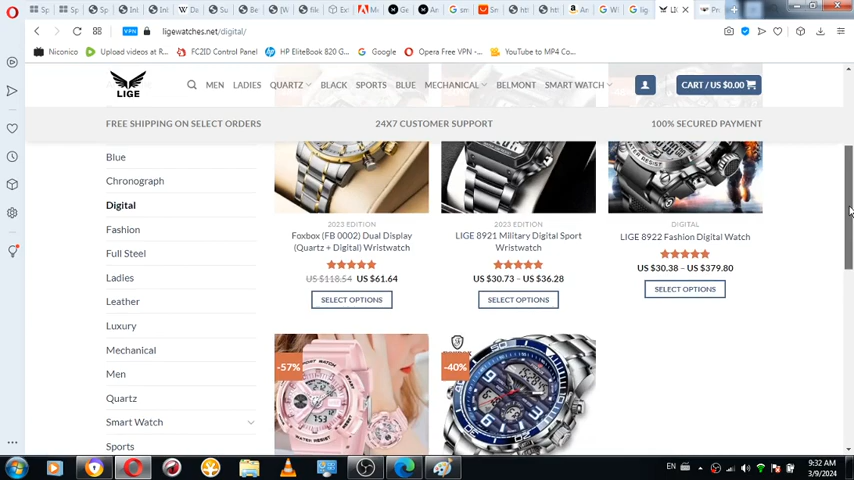 Niconico
Upload videos at R...
FC2ID Control Panel
HP EliteBook 820 G...
Google
Opera Free VPN -...
YouTube to MP4 Co...
VPN
ligewatches.net/digital/
LIGE
MEN
LADIES
QUARTZ
BLACK
SPORTS
BLUE
MECHANICAL
BELMONT
SMART WATCH
CART / US $0.00
FREE SHIPPING ON SELECT ORDERS
24X7 CUSTOMER SUPPORT
100% SECURED PAYMENT
Blue
Chronograph
Digital
Fashion
Full Steel
Ladies
Leather
Luxury
Mechanical
Men
Quartz
Smart Watch
Sports
2023 EDITION
Foxbox (FB 0002) Dual Display
(Quartz + Digital) Wristwatch
US $118.54 US $61.64
SELECT OPTIONS
2023 EDITION
LIGE 8921 Military Digital Sport
Wristwatch
US $30.73 – US $36.28
SELECT OPTIONS
DIGITAL
LIGE 8922 Fashion Digital Watch
US $30.38 – US $379.80
SELECT OPTIONS
-57%
-40%
EN
9:32 AM
3/9/2024